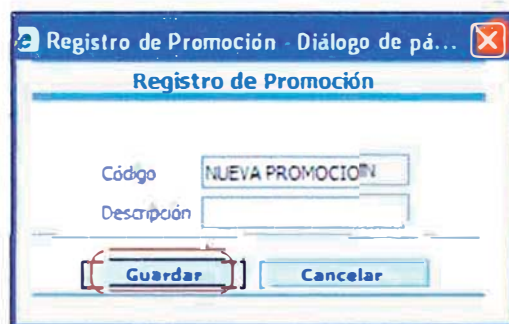 Registro de Promoción - Diálogo de pá...
Registro de Promoción
Código NUEVA PROMOCION
Descripción
Guardar Cancelar